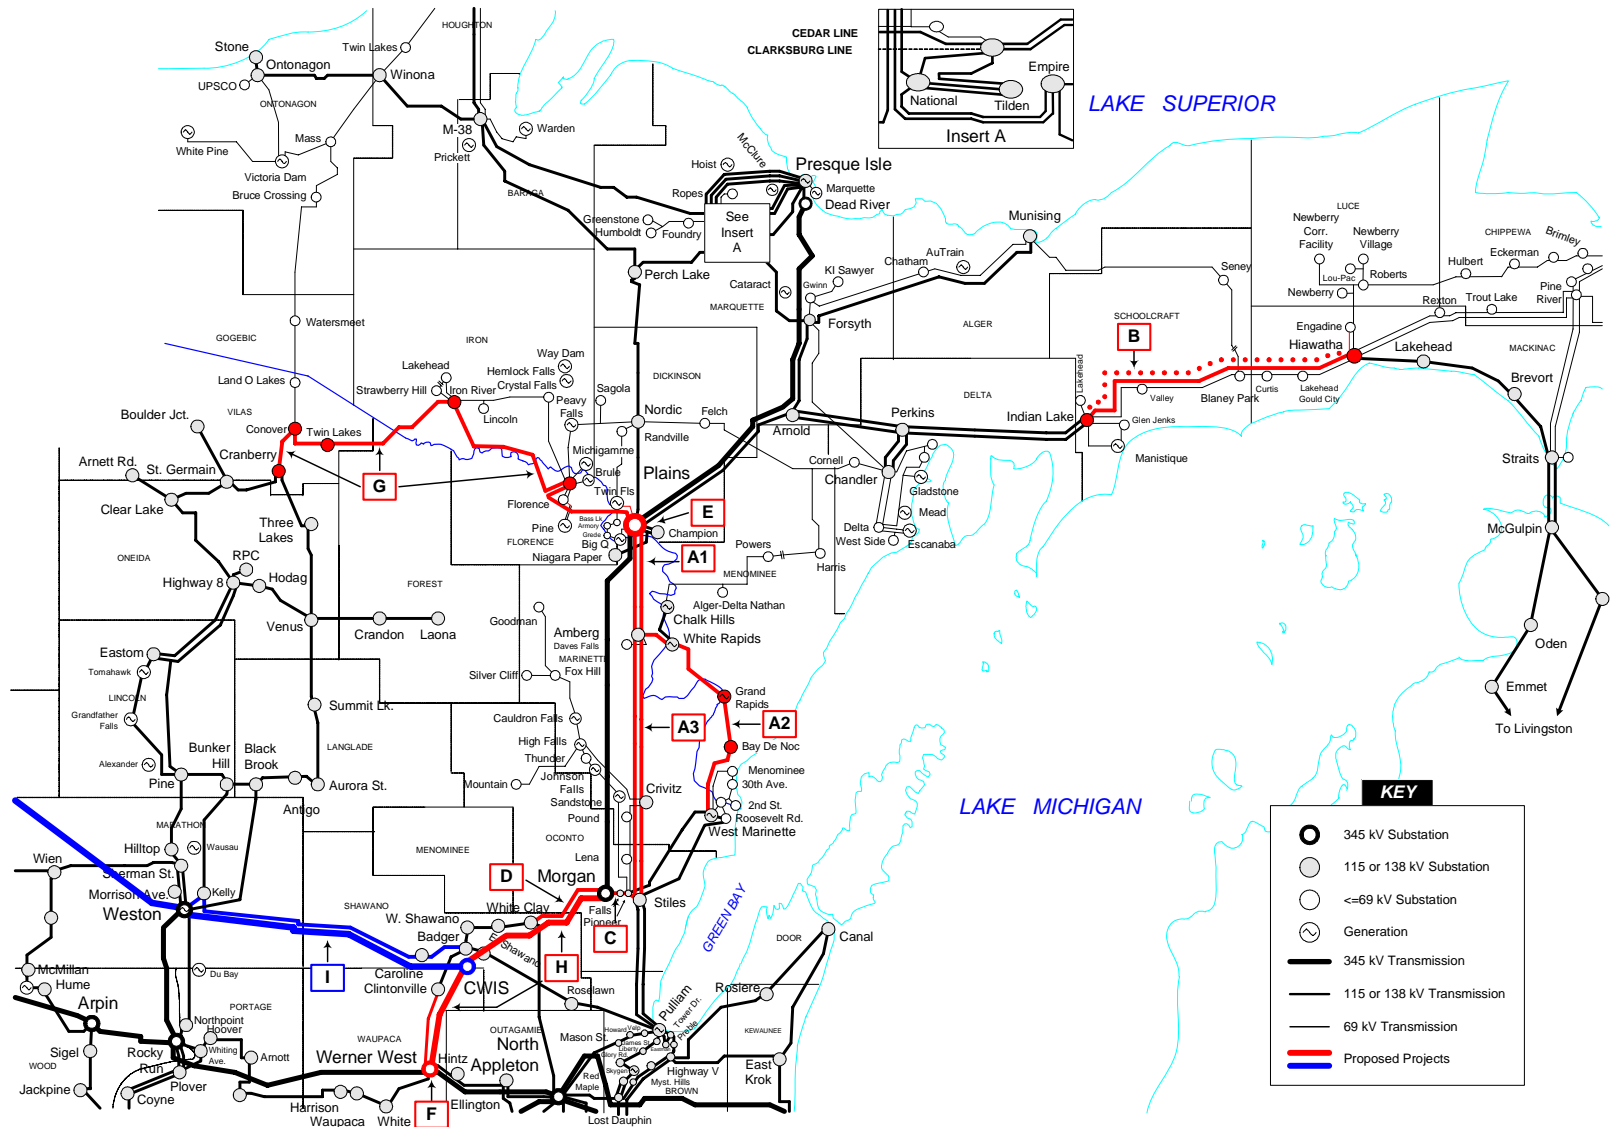 HOUGHTON
Stone
Twin Lakes
Ontonagon
Winona
UPSCO
ONTONAGON
CEDAR LINE
CLARKSBURG LINE
Empire
National
Tilden
Insert A
LAKE SUPERIOR
White Pine
Mass
Victoria Dam
Bruce Crossing
M-38
Warden
Prickett
BARAGA
Hoist
McClure
Presque Isle
Ropes
Marquette
Dead River
See
Insert
A
Greenstone
Humboldt
Foundry
Perch Lake
Cataract
MARQUETTE
KI Sawyer
Gwinn
Forsyth
Chatham
AuTrain
Munising
ALGER
Seney
SCHOOLCRAFT
B
LUCE
Newberry
Corr.
Facility
Newberry
Village
Lou-Pac
Roberts
Newberry
Engadine
Hiawatha
CHIPPEWA
Brimley
Eckerman
Hulbert
Pine
River
Trout Lake
Rexton
Lakehead
MACKINAC
Brevort
Watersmeet
GOGEBIC
IRON
Lakehead
Strawberry Hill
Iron River
Way Dam
Hemlock Falls
Crystal Falls
Sagola
DICKINSON
Land O Lakes
VILAS
Boulder Jct.
Conover
Twin Lakes
Lincoln
Peavy
Falls
Nordic
Felch
Randville
Arnold
Perkins
DELTA
Lakehead
Indian Lake
Valley
Blaney Park
Curtis
Lakehead
Gould City
Glen Jenks
Manistique
Straits
McGulpin
Cranberry
Arnett Rd.
St. Germain
G
Michigamme
Brule
Twin Fls
Plains
Cornell
Chandler
Gladstone
Mead
Delta
West Side
Escanaba
Clear Lake
Three
Lakes
Florence
Pine
FLORENCE
Bass Lk.
Armory
Grede
Big Q
Niagara Paper
E
Champion
A1
Powers
MENOMINEE
Harris
Alger-Delta Nathan
ONEIDA
RPC
Highway 8
Hodag
FOREST
Venus
Crandon
Laona
Goodman
Amberg
Daves Falls
MARINETTE
Fox Hill
Silver Cliff
Chalk Hills
White Rapids
Oden
Emmet
To Livingston
Eastom
Tomahawk
LINCOLN
Grandfather
Falls
Summit Lk.
Cauldron Falls
High Falls
Thunder
Johnson
Falls
Sandstone
Mountain
Pound
Crivitz
A3
A2
Grand
Rapids
Bay De Noc
Menominee
30th Ave.
2nd St.
Roosevelt Rd.
West Marinette
Bunker
Hill
Black
Brook
LANGLADE
Alexander
Pine
Aurora St.
Antigo
LAKE MICHIGAN
KEY
345 kV Substation
115 or 138 kV Substation
<=69 kV Substation
Generation
345 kV Transmission
115 or 138 kV Transmission
69 kV Transmission
Proposed Projects
MARATHON
Hilltop
Wausau
Wien
Sherman St.
Morrison Ave.
Kelly
Weston
SHAWANO
MENOMINEE
OCONTO
Lena
D
Morgan
White Clay
Falls
Pioneer
C
Stiles
GREEN BAY
W. Shawano
Badger
E. Shawano
H
I
Caroline
Clintonville
CWIS
Roselawn
DOOR
Canal
Rosiere
McMillan
Hume
Du Bay
Arpin
PORTAGE
Northpoint
Hoover
Whiting
Ave.
Rocky
Run
Plover
Arnott
Sigel
WOOD
Jackpine
Coyne
WAUPACA
Werner West
Hintz
F
Harrison
Waupaca
White
Ellington
OUTAGAMIE
North
Appleton
Mason St.
Pulliam
Tower Dr.
Preble
Howard
Velp
James St.
Liberty
Glory Rd.
Eastman
Skygen
Red
Maple
Myst. Hills
BROWN
Highway V
Lost Dauphin
KEWAUNEE
East
Krok